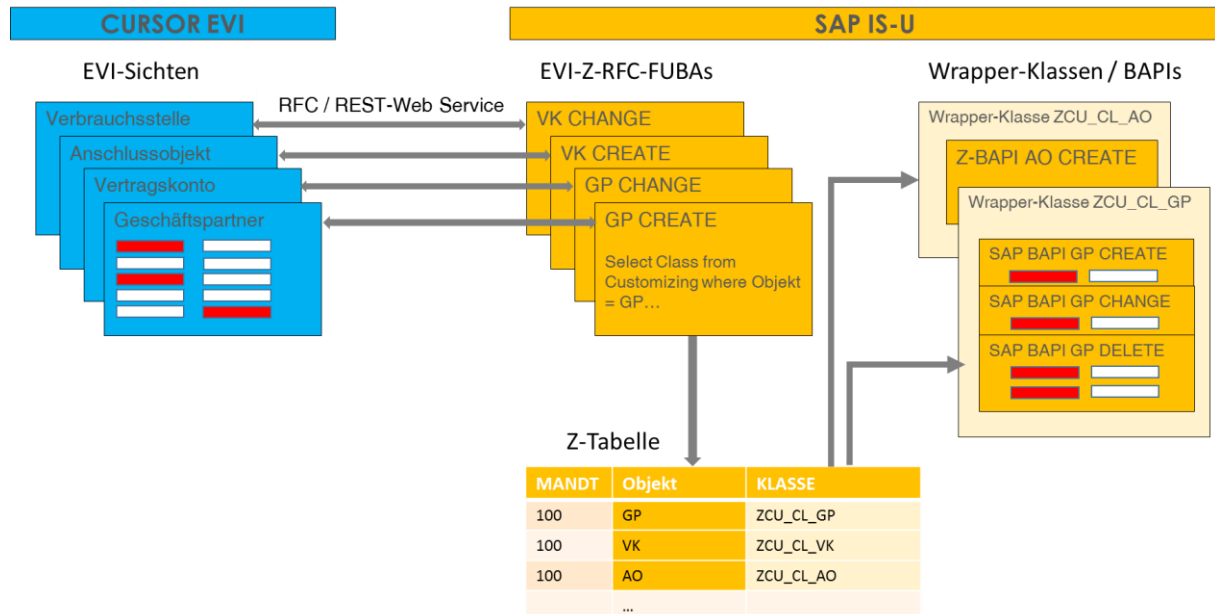 CURSOR EVI
SAP IS-U
EVI-Sichten
EVI-Z-RFC-FUBAs
Wrapper-Klassen / BAPIs
RFC / REST-Web Service
Verbrauchsstelle
Anschlussobjekt
Vertragskonto
Geschäftspartner
VK CHANGE
VK CREATE
GP CHANGE
GP CREATE
Select Class from
Customizing where Objekt
= GP…
Wrapper-Klasse ZCU_CL_AO
Z-BAPI AO CREATE
Wrapper-Klasse ZCU_CL_GP
SAP BAPI GP CREATE
SAP BAPI GP CHANGE
SAP BAPI GP DELETE
Z-Tabelle
MANDT Objekt KLASSE
100 GP ZCU_CL_GP
100 VK ZCU_CL_VK
100 AO ZCU_CL_AO
...